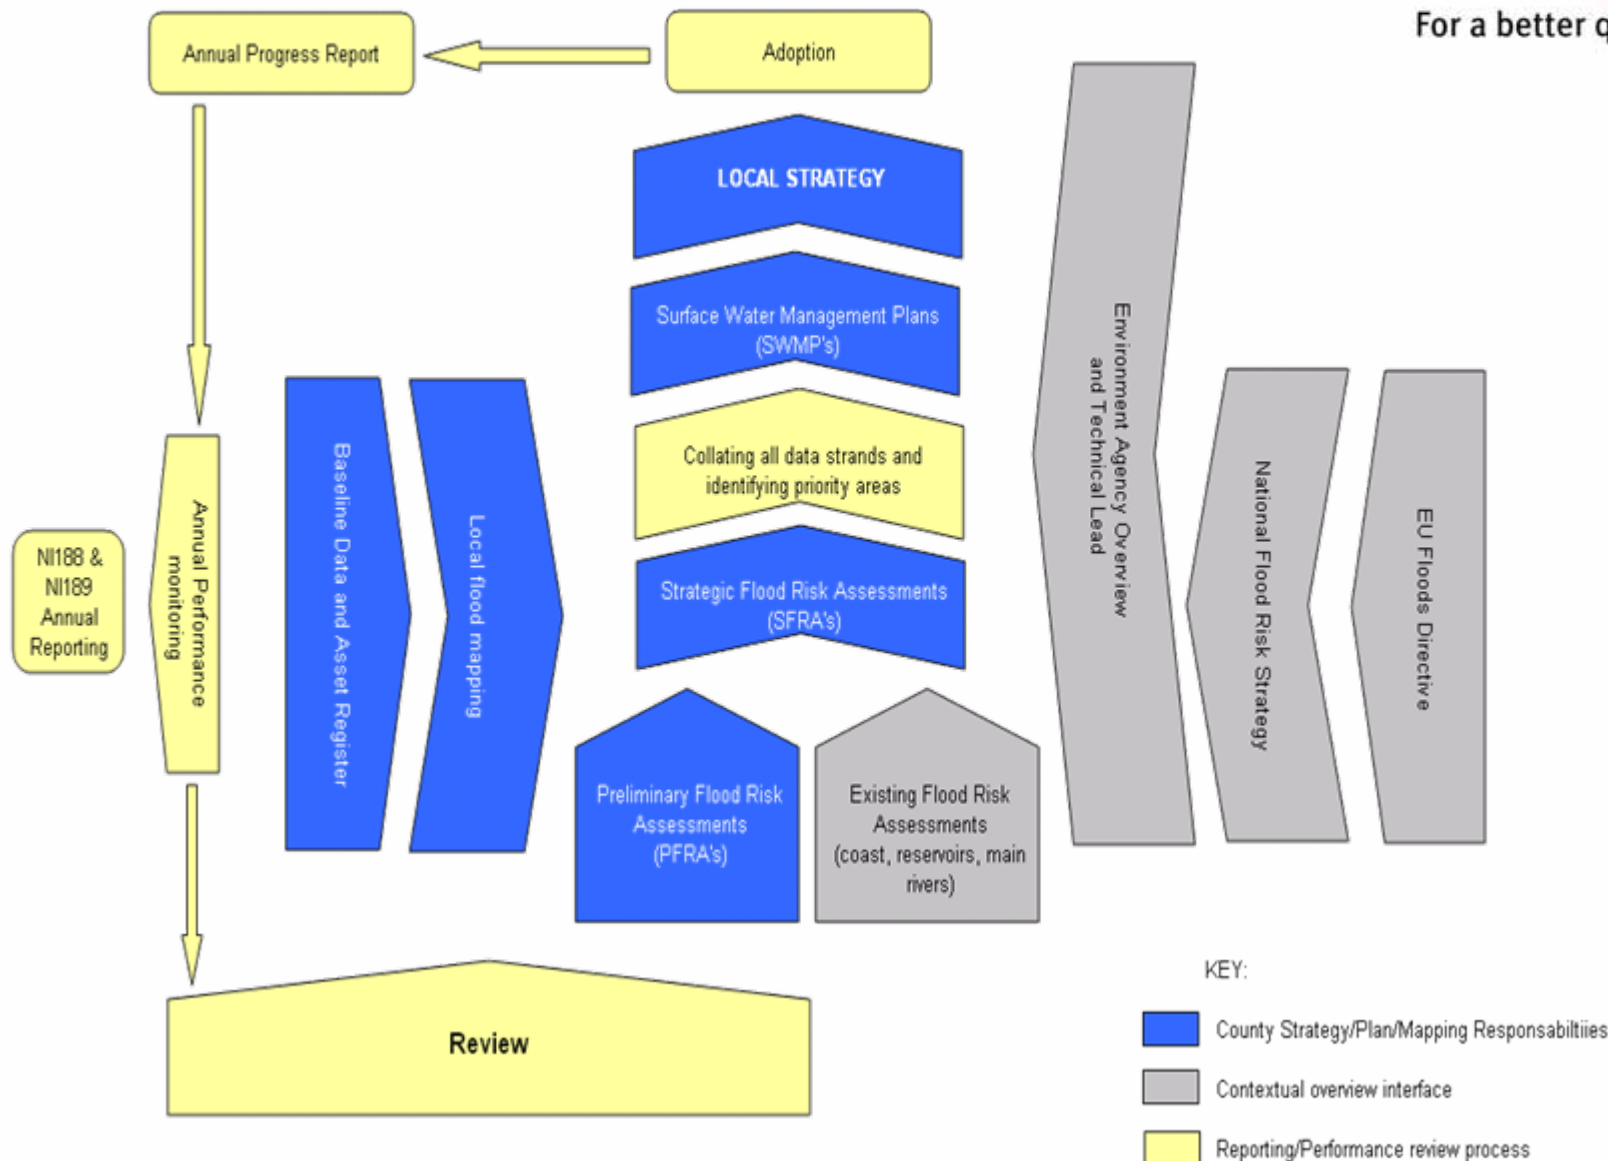 For a better q
Annual Progress Report
Adoption
LOCAL STRATEGY
Surface Water Management Plans
(SWMP's)
Collating all data strands and
identifying priority areas
Strategic Flood Risk Assessments
(SFRA's)
Preliminary Flood Risk
Assessments
(PFRA's)
Existing Flood Risk
Assessments
(coast, reservoirs, main
rivers)
NI188 &
NI189
Annual
Reporting
Annual Performance
monitoring
Baseline Data and Asset Register
Local flood mapping
Environment Agency Overview
and Technical Lead
National Flood Risk Strategy
EU Floods Directive
Review
KEY:
County Strategy/Plan/Mapping Responsabiltiies
Contextual overview interface
Reporting/Performance review process